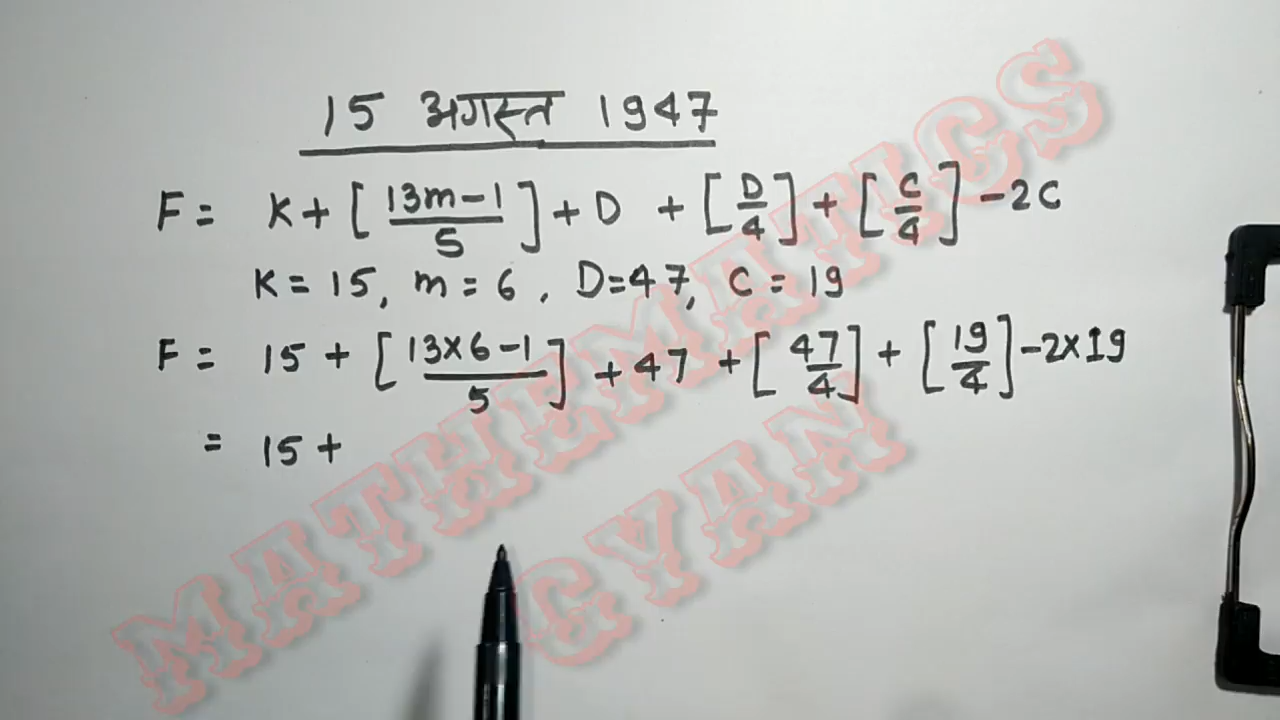 15 अगस्त 1947
F = K + [13m-1/5] + D + [D/4] + [C/4] - 2C
K = 15, m = 6, D=47, C = 19
F = 15 + [13×6-1/5] + 47 + [47/4] + [19/4] - 2×19
= 15 +
MATHEMATICS
GYAN